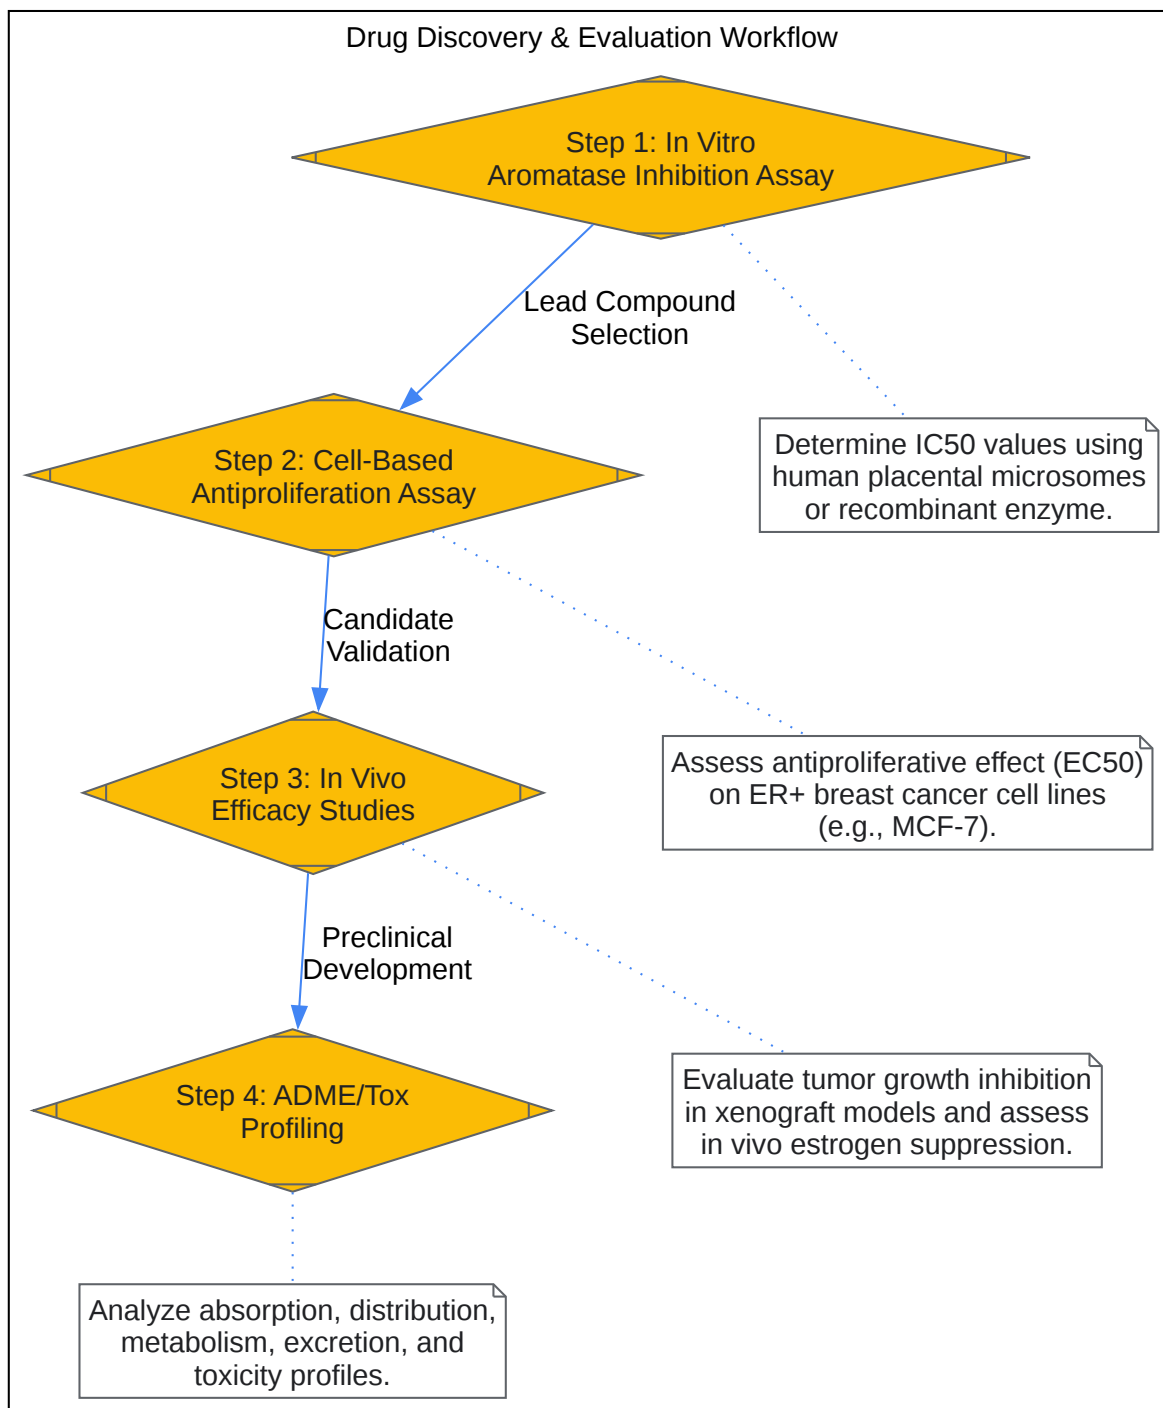 Drug Discovery & Evaluation Workflow
Step 1: In Vitro
Aromatase Inhibition Assay
Lead Compound
Selection
Determine IC50 values using
human placental microsomes
or recombinant enzyme.
Step 2: Cell-Based
Antiproliferation Assay
Candidate
Validation
Assess antiproliferative effect (EC50)
on ER+ breast cancer cell lines
(e.g., MCF-7).
Step 3: In Vivo
Efficacy Studies
Preclinical
Development
Evaluate tumor growth inhibition
in xenograft models and assess
in vivo estrogen suppression.
Step 4: ADME/Tox
Profiling
Analyze absorption, distribution,
metabolism, excretion, and
toxicity profiles.